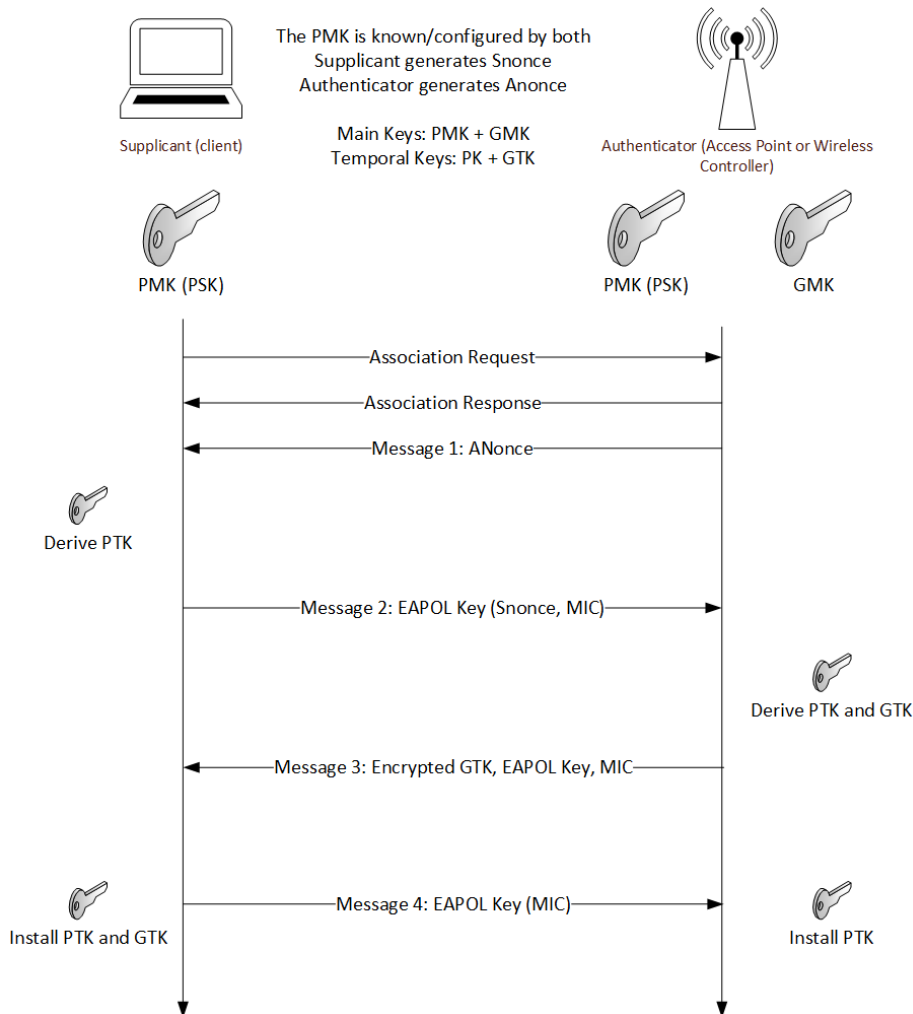 The PMK is known/configured by both
Supplicant generates Snonce
Authenticator generates Anonce
Main Keys: PMK + GMK
Temporal Keys: PK + GTK
Supplicant (client)
Authenticator (Access Point or Wireless
Controller)
PMK (PSK)
PMK (PSK)
GMK
Association Request
Association Response
Message 1: ANonce
Derive PTK
Message 2: EAPOL Key (Snonce, MIC)
Derive PTK and GTK
Message 3: Encrypted GTK, EAPOL Key, MIC
Message 4: EAPOL Key (MIC)
Install PTK and GTK
Install PTK